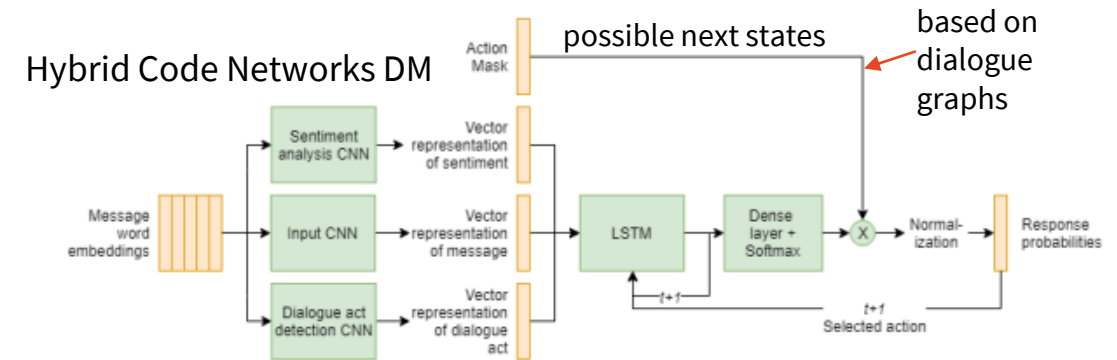 Hybrid Code Networks DM
Action
Mask
possible next states
based on
dialogue
graphs
Message
word
embeddings
Sentiment
analysis CNN
Vector
representation
of sentiment
Input CNN
Vector
representation
of message
Dialogue act
detection CNN
Vector
representation
of dialogue
act
LSTM
t+1
Dense
layer +
Softmax
X
Normal-
ization
Response
probabilities
t+1
Selected action